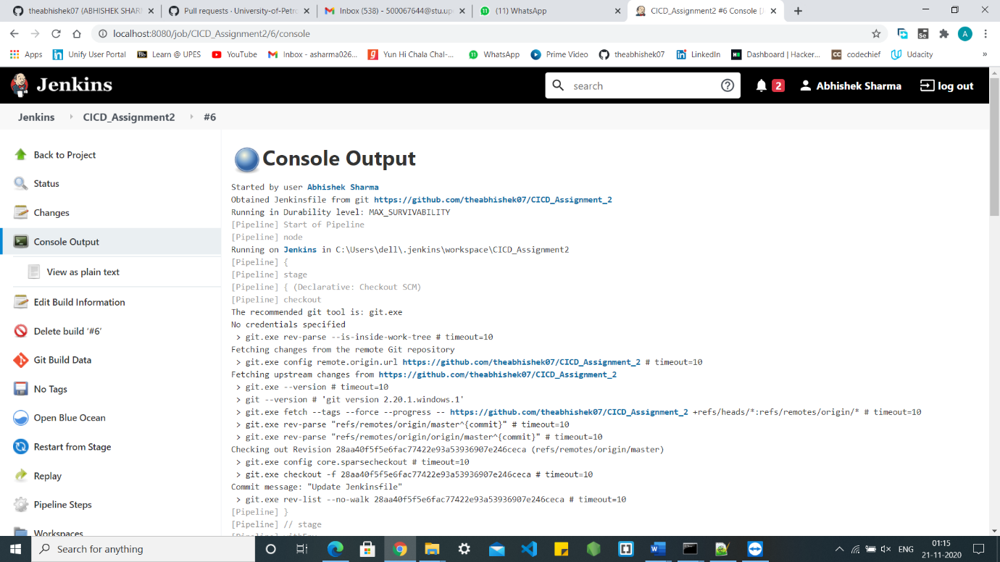 theabhishek07 (ABHISHEK SHAR
Pull requests · University-of-Petro
Inbox (538) - 500067644@stu.up
(11) WhatsApp
CICD_Assignment2 #6 Console [J
localhost:8080/job/CICD_Assignment2/6/console
Apps
Unify User Portal
Learn @ UPES
YouTube
Inbox - asharma026...
Yun Hi Chala Chal-...
WhatsApp
Prime Video
theabhishek07
LinkedIn
Dashboard | Hacker...
codechief
Udacity
»
Jenkins
search
2
Abhishek Sharma
log out
Jenkins
CICD_Assignment2
#6
Back to Project
Status
Changes
Console Output
View as plain text
Edit Build Information
Delete build '#6'
Git Build Data
No Tags
Open Blue Ocean
Restart from Stage
Replay
Pipeline Steps
Workspaces
Console Output
Started by user Abhishek Sharma
Obtained Jenkinsfile from git https://github.com/theabhishek07/CICD_Assignment_2
Running in Durability level: MAX_SURVIVABILITY
[Pipeline] Start of Pipeline
[Pipeline] node
Running on Jenkins in C:\Users\dell\.jenkins\workspace\CICD_Assignment2
[Pipeline] {
[Pipeline] stage
[Pipeline] { (Declarative: Checkout SCM)
[Pipeline] checkout
The recommended git tool is: git.exe
No credentials specified
> git.exe rev-parse --is-inside-work-tree # timeout=10
Fetching changes from the remote Git repository
> git.exe config remote.origin.url https://github.com/theabhishek07/CICD_Assignment_2 # timeout=10
Fetching upstream changes from https://github.com/theabhishek07/CICD_Assignment_2
> git.exe --version # timeout=10
> git --version # 'git version 2.20.1.windows.1'
> git.exe fetch --tags --force --progress -- https://github.com/theabhishek07/CICD_Assignment_2 +refs/heads/*:refs/remotes/origin/* # timeout=10
> git.exe rev-parse "refs/remotes/origin/master^{commit}" # timeout=10
> git.exe rev-parse "refs/remotes/origin/origin/master^{commit}" # timeout=10
Checking out Revision 28aa40f5f5e6fac77422e93a53936907e246ceca (refs/remotes/origin/master)
> git.exe config core.sparsecheckout # timeout=10
> git.exe checkout -f 28aa40f5f5e6fac77422e93a53936907e246ceca # timeout=10
Commit message: "Update Jenkinsfile"
> git.exe rev-list --no-walk 28aa40f5f5e6fac77422e93a53936907e246ceca # timeout=10
[Pipeline] }
[Pipeline] // stage
[Pipeline] withEnv
Search for anything
ENG
01:15
21-11-2020